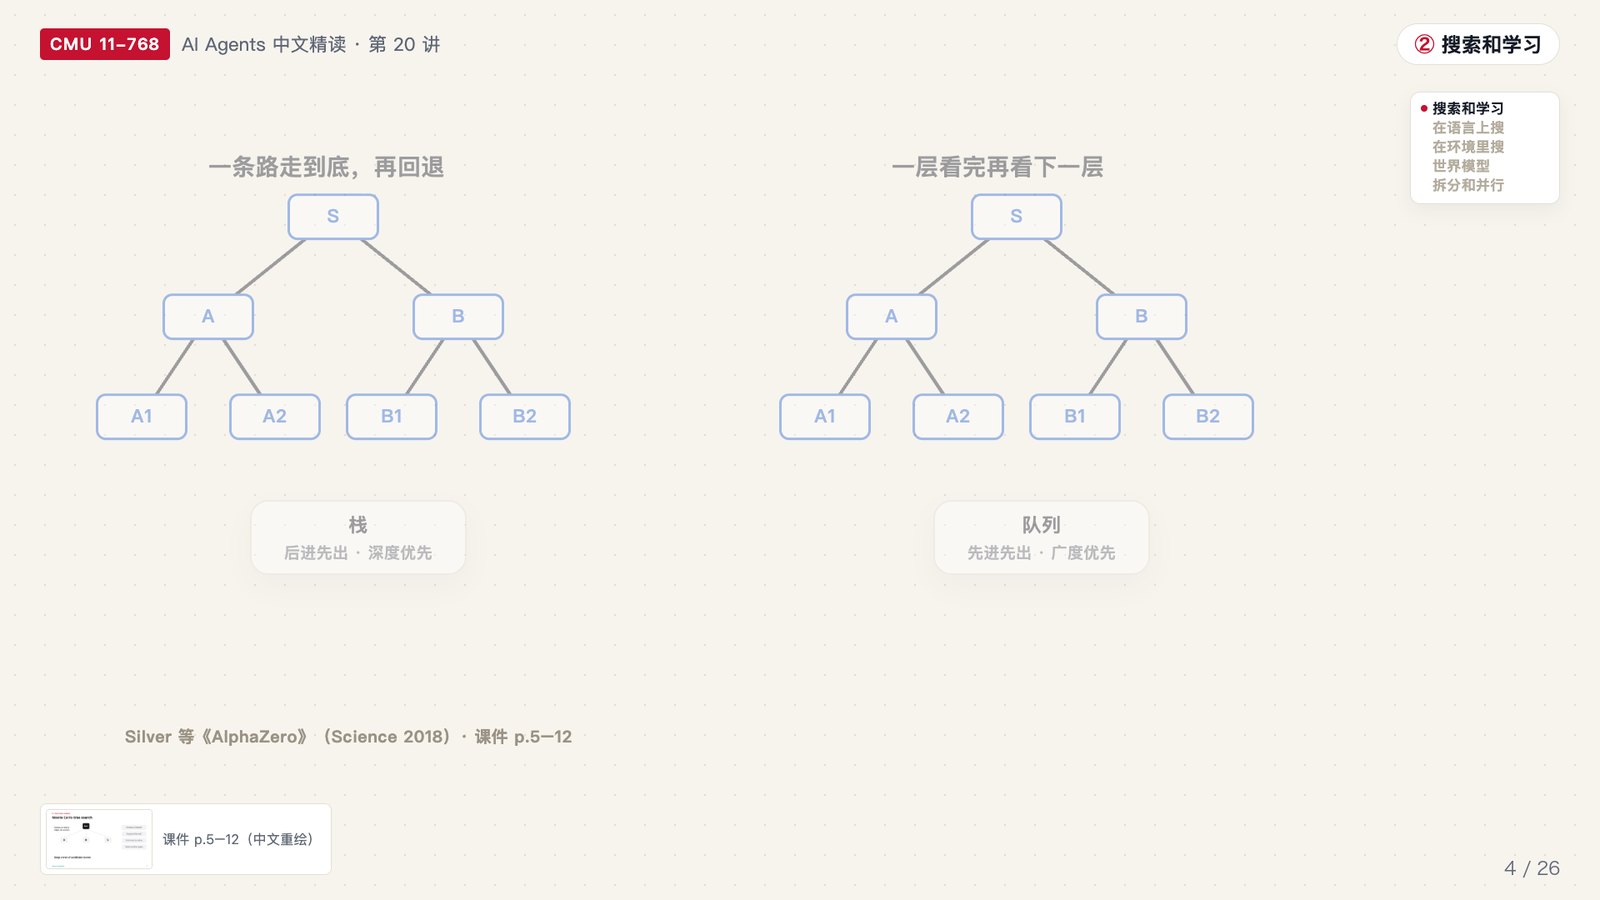 CMU 11-768 AI Agents 中文精读 · 第 20 讲
② 搜索和学习
搜索和学习
在语言上搜
在环境里搜
世界模型
拆分和并行
一条路走到底，再回退
S
A B
A1 A2 B1 B2
栈
后进先出 · 深度优先
一层看完再看下一层
S
A B
A1 A2 B1 B2
队列
先进先出 · 广度优先
Silver 等《AlphaZero》（Science 2018）· 课件 p.5–12
课件 p.5–12（中文重绘）
4 / 26